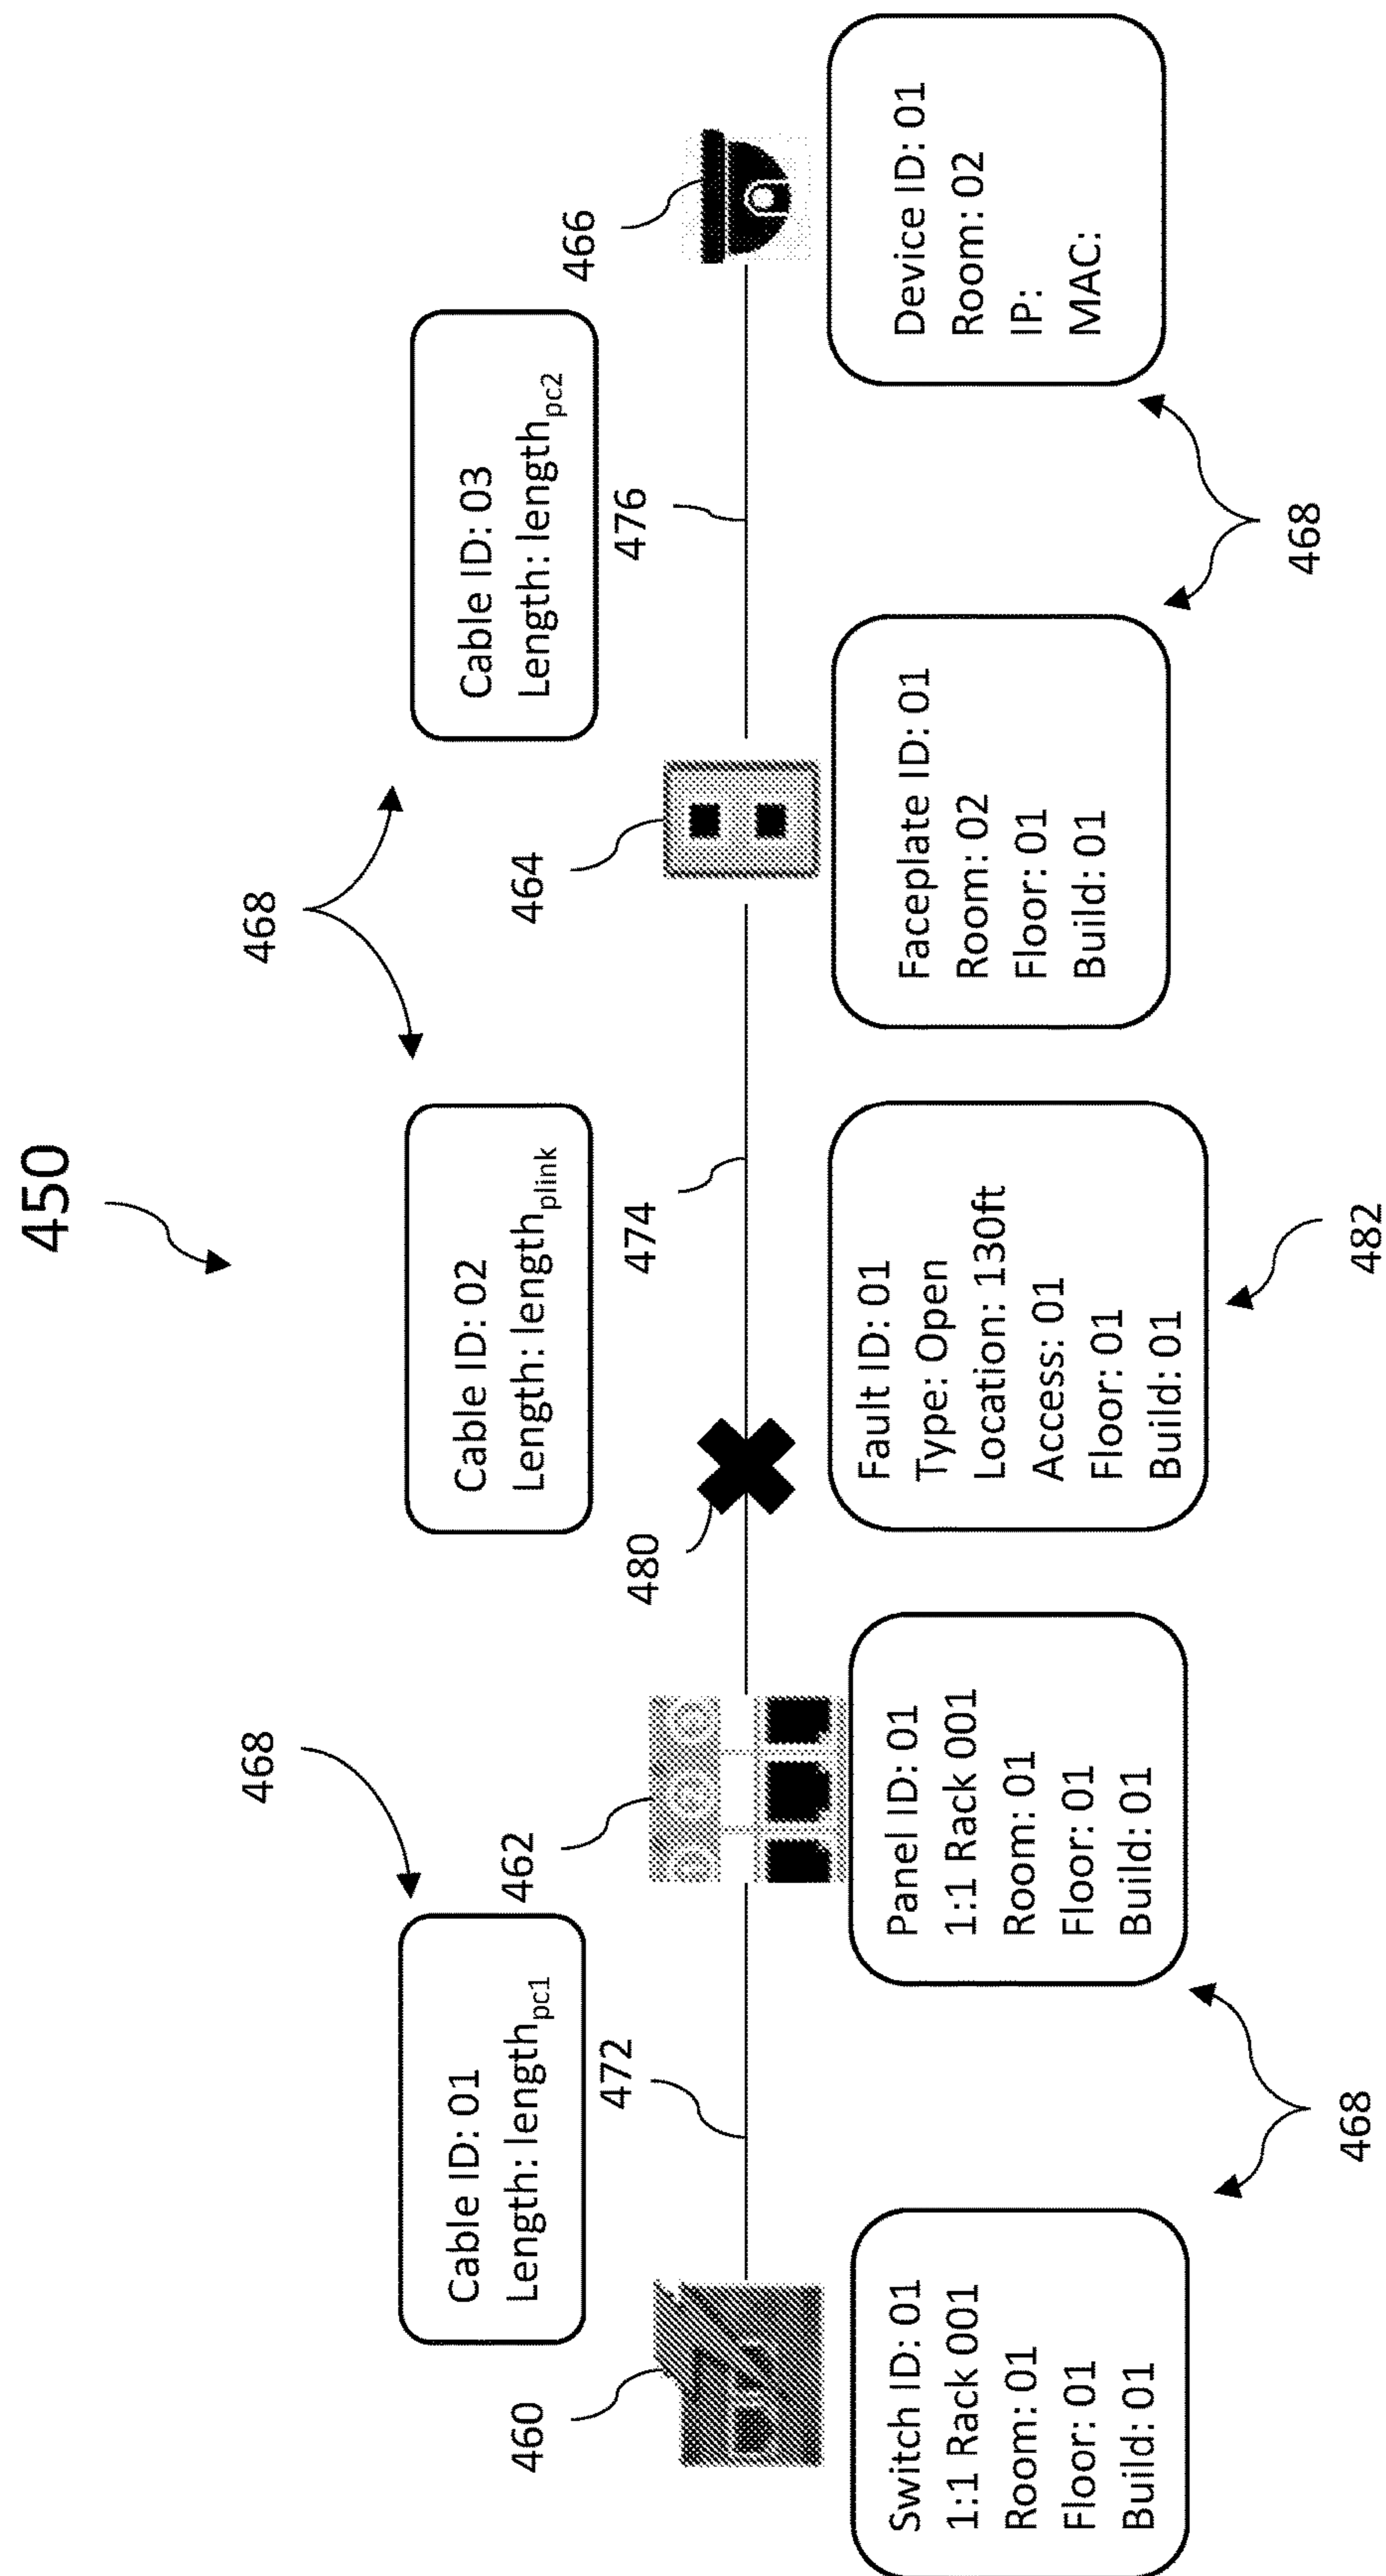 450
468
468
Cable ID: 01
Length: lengthpc1
Cable ID: 02
Length: lengthplink
Cable ID: 03
Length: lengthpc2
460
472
462
480
474
464
476
466
Switch ID: 01
1:1 Rack 001
Room: 01
Floor: 01
Build: 01
Panel ID: 01
1:1 Rack 001
Room: 01
Floor: 01
Build: 01
Fault ID: 01
Type: Open
Location: 130ft
Access: 01
Floor: 01
Build: 01
Faceplate ID: 01
Room: 02
Floor: 01
Build: 01
Device ID: 01
Room: 02
IP:
MAC:
468
482
468